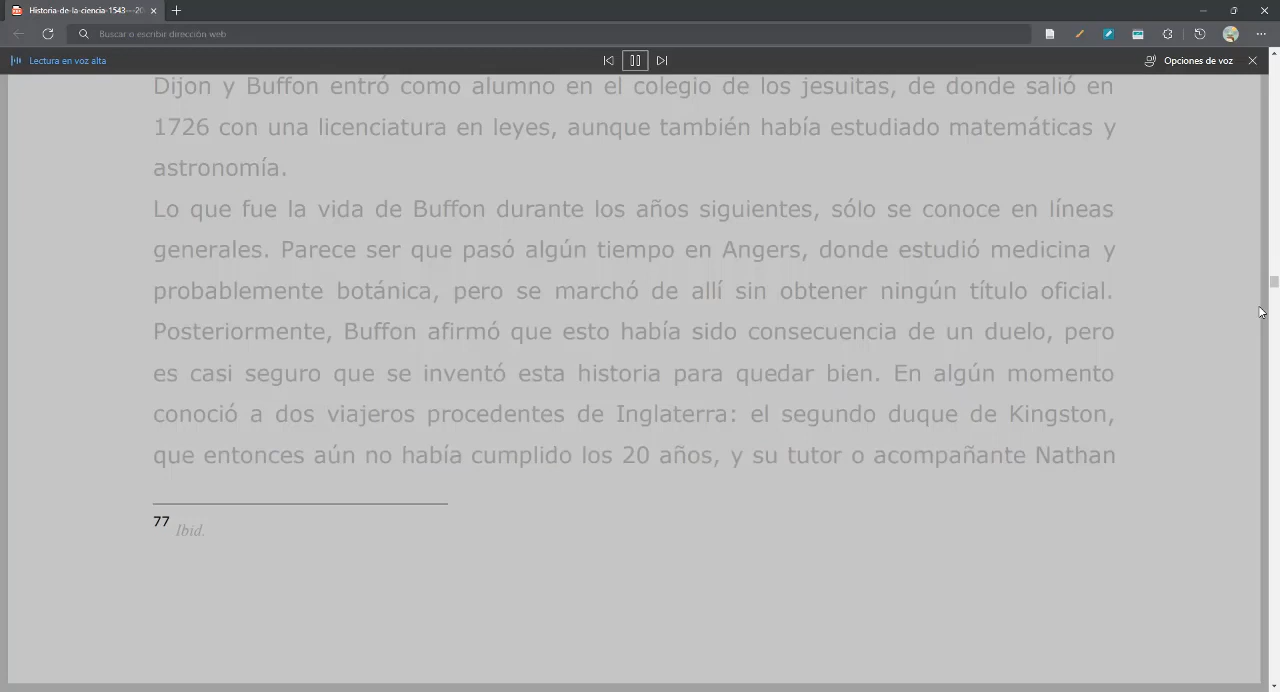 Historia-de-la-ciencia-1543---20
Buscar o escribir dirección web
Lectura en voz alta
Opciones de voz
Dijon y Buffon entró como alumno en el colegio de los jesuitas, de donde salió en
1726 con una licenciatura en leyes, aunque también había estudiado matemáticas y
astronomía.
Lo que fue la vida de Buffon durante los años siguientes, sólo se conoce en líneas
generales. Parece ser que pasó algún tiempo en Angers, donde estudió medicina y
probablemente botánica, pero se marchó de allí sin obtener ningún título oficial.
Posteriormente, Buffon afirmó que esto había sido consecuencia de un duelo, pero
es casi seguro que se inventó esta historia para quedar bien. En algún momento
conoció a dos viajeros procedentes de Inglaterra: el segundo duque de Kingston,
que entonces aún no había cumplido los 20 años, y su tutor o acompañante Nathan
77 Ibid.